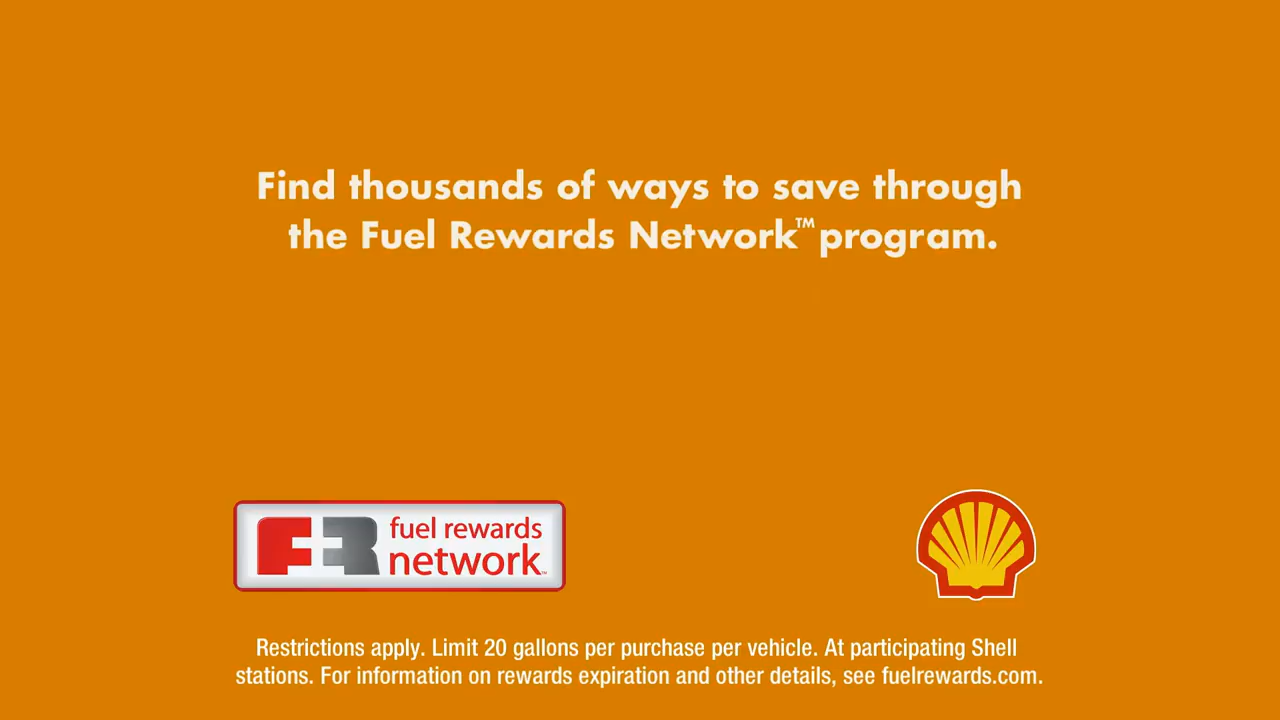 Find thousands of ways to save through
the Fuel Rewards Network™ program.
fuel rewards
network™
Restrictions apply. Limit 20 gallons per purchase per vehicle. At participating Shell
stations. For information on rewards expiration and other details, see fuelrewards.com.